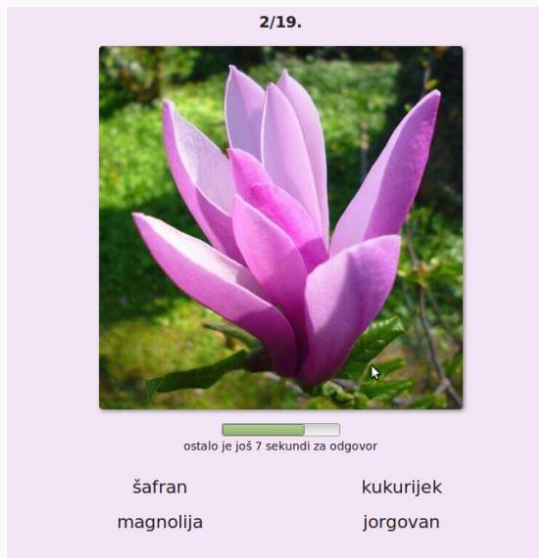 2/19.
ostalo je još 7 sekundi za odgovor
šafran kukurijek
magnolija jorgovan